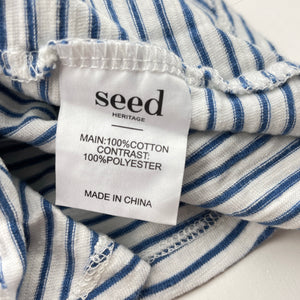 seed
HERITAGE
MAIN:100%COTTON
CONTRAST:
100%POLYESTER
MADE IN CHINA